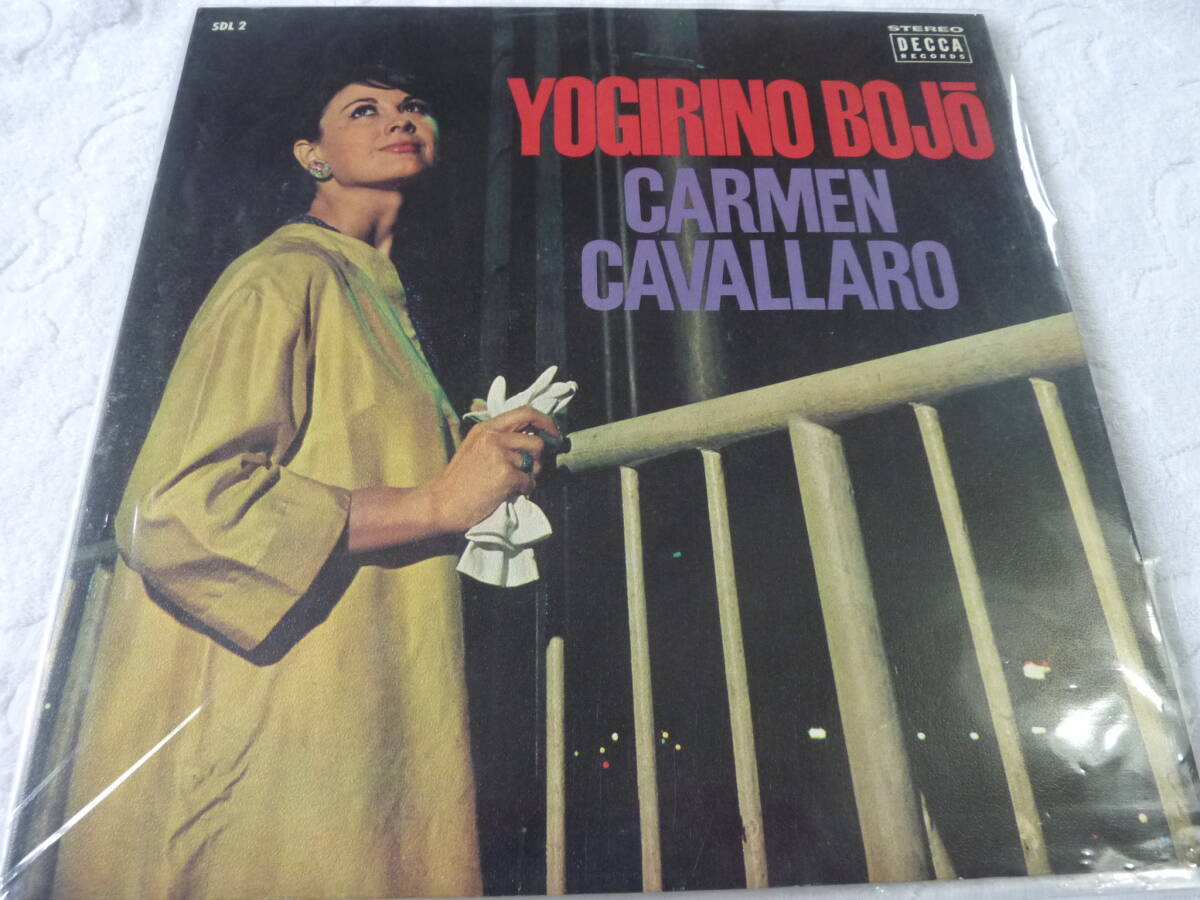 SDL 2
STEREO
DECCA
RECORDS
YOGIRINO BOJŌ
CARMEN
CAVALLARO